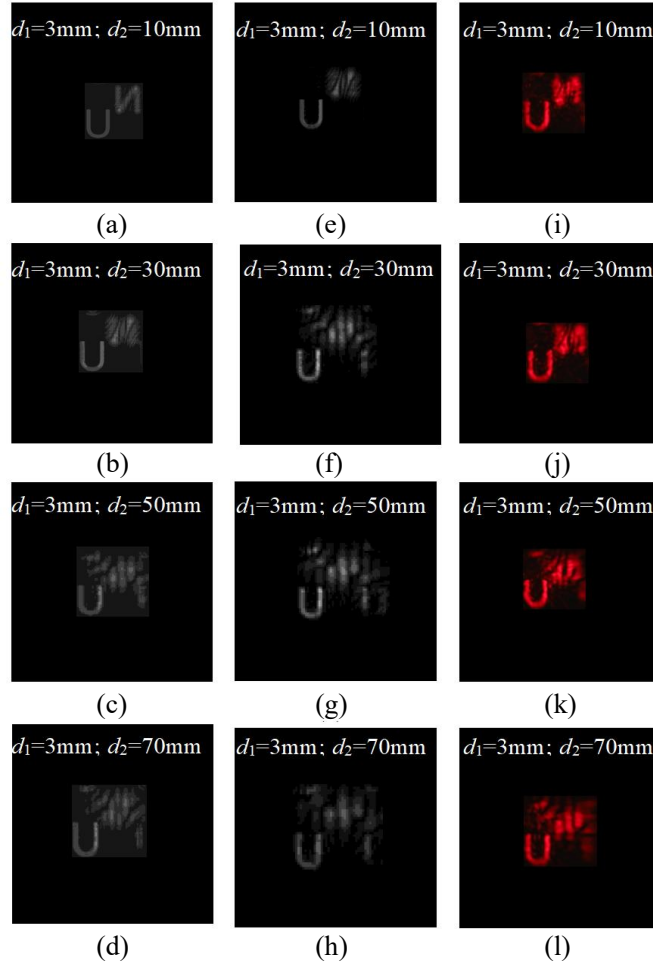 d₁=3mm; d₂=10mm d₁=3mm; d₂=10mm d₁=3mm; d₂=10mm
U N U U
(a) (e) (i)
d₁=3mm; d₂=30mm d₁=3mm; d₂=30mm d₁=3mm; d₂=30mm
U U U
(b) (f) (j)
d₁=3mm; d₂=50mm d₁=3mm; d₂=50mm d₁=3mm; d₂=50mm
U U U
(c) (g) (k)
d₁=3mm; d₂=70mm d₁=3mm; d₂=70mm d₁=3mm; d₂=70mm
U U U
(d) (h) (l)